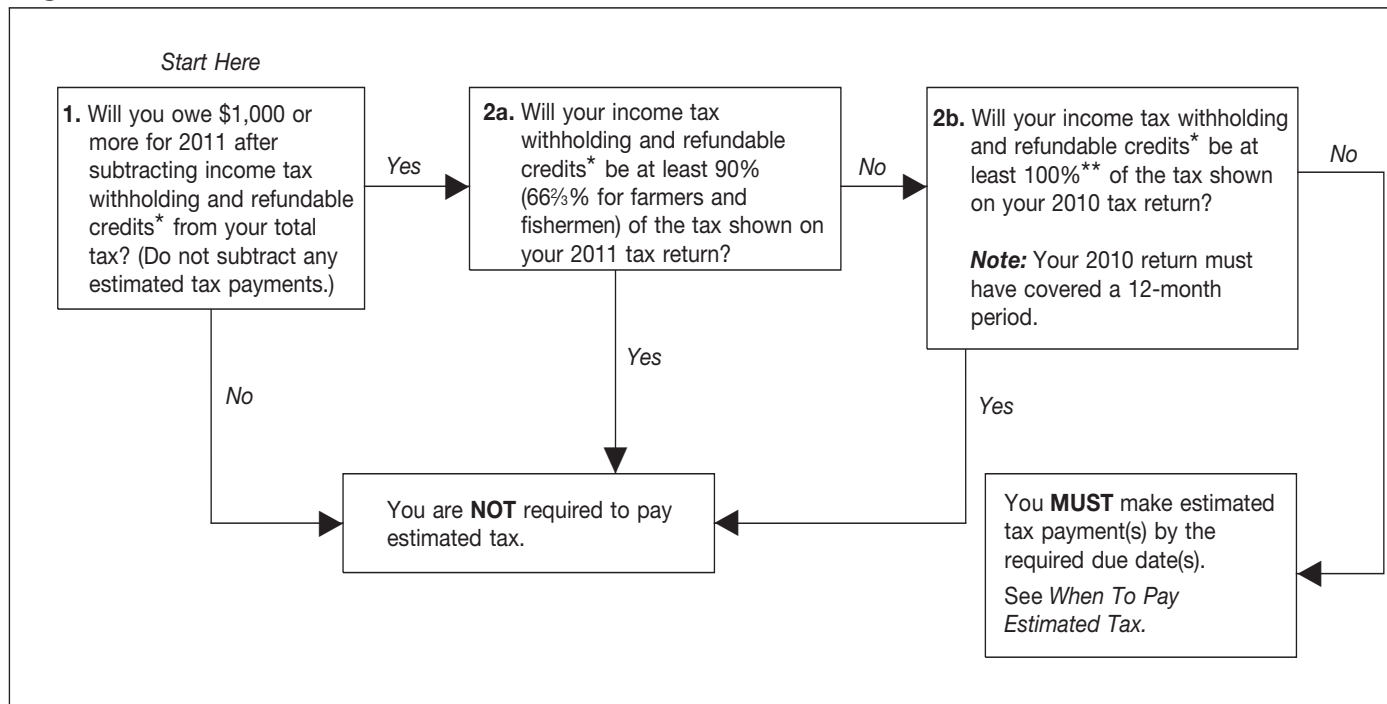 Start Here
1. Will you owe $1,000 or
more for 2011 after
subtracting income tax
withholding and refundable
credits* from your total
tax? (Do not subtract any
estimated tax payments.)
Yes
2a. Will your income tax
withholding and refundable
credits* be at least 90%
(66⅔% for farmers and
fishermen) of the tax shown on
your 2011 tax return?
No
2b. Will your income tax withholding
and refundable credits* be at
least 100%** of the tax shown
on your 2010 tax return?
Note: Your 2010 return must
have covered a 12-month
period.
No
No
Yes
Yes
You are NOT required to pay
estimated tax.
You MUST make estimated
tax payment(s) by the
required due date(s).
See When To Pay
Estimated Tax.